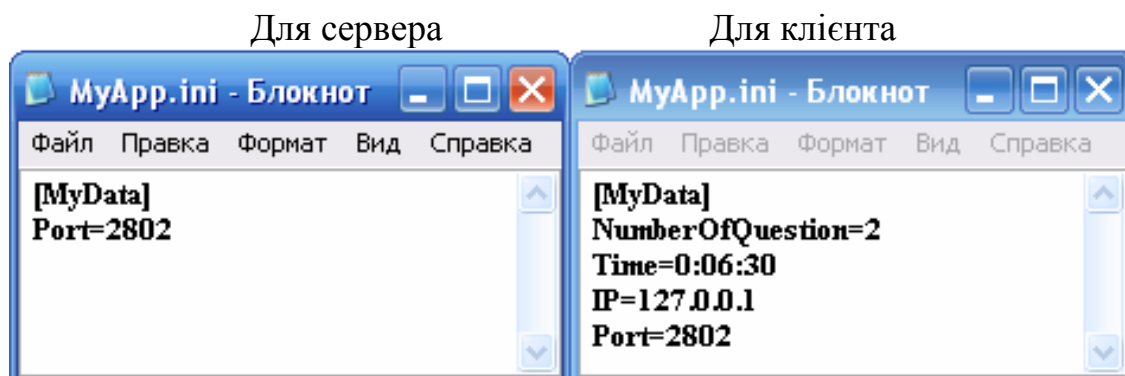 Для сервера
Для клієнта
MyApp.ini - Блокнот
Файл Правка Формат Вид Справка
[MyData]
Port=2802
MyApp.ini - Блокнот
Файл Правка Формат Вид Справка
[MyData]
NumberOfQuestion=2
Time=0:06:30
IP=127.0.0.1
Port=2802